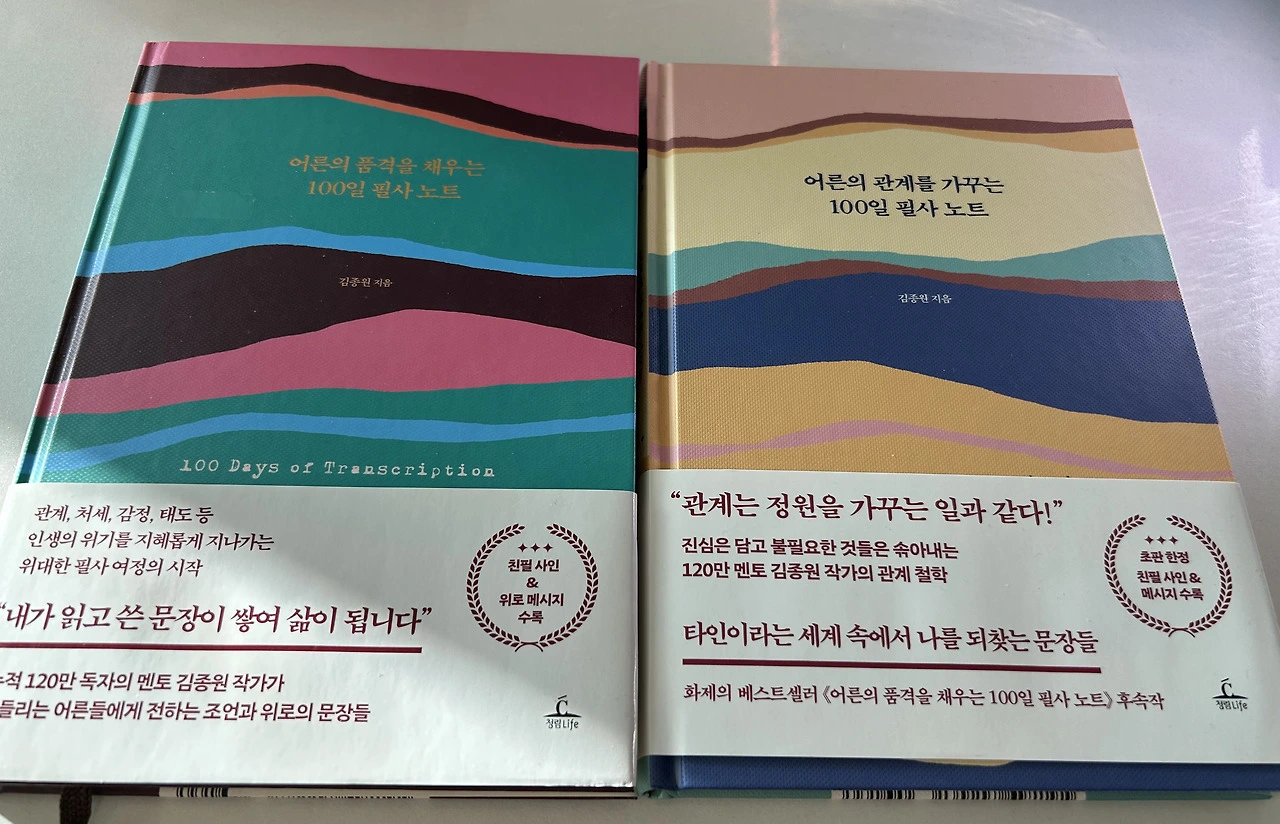 어른의 품격을 채우는
100일 필사 노트
김종원 지음
100 Days of Transcription
관계, 처세, 감정, 태도 등
인생의 위기를 지혜롭게 지나가는
위대한 필사 여정의 시작
“내가 읽고 쓴 문장이 쌓여 삶이 됩니다”
120만 독자의 멘토 김종원 작가가
어른들에게 전하는 조언과 위로의 문장들
친필 사인
&
위로 메시지
수록
청림Life
어른의 관계를 가꾸는
100일 필사 노트
김종원 지음
“관계는 정원을 가꾸는 일과 같다!”
진심은 담고 불필요한 것들은 솎아내는
120만 멘토 김종원 작가의 관계 철학
타인이라는 세계 속에서 나를 되찾는 문장들
화제의 베스트셀러 《어른의 품격을 채우는 100일 필사 노트》 후속작
초판 한정
친필 사인 &
메시지 수록
청림Life